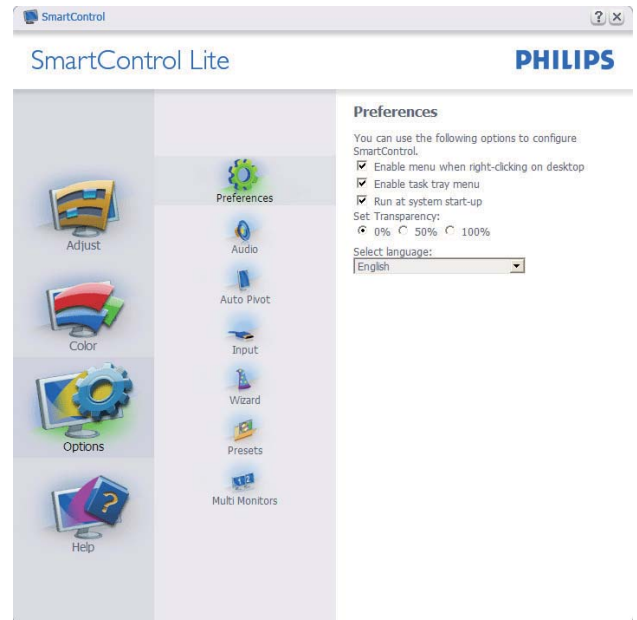 SmartControl
SmartControl Lite
PHILIPS
Adjust
Color
Options
Help
Preferences
Audio
Auto Pivot
Input
Wizard
Presets
1 2
Multi Monitors
Preferences
You can use the following options to configure
SmartControl.
Enable menu when right-clicking on desktop
Enable task tray menu
Run at system start-up
Set Transparency:
0% 50% 100%
Select language:
English